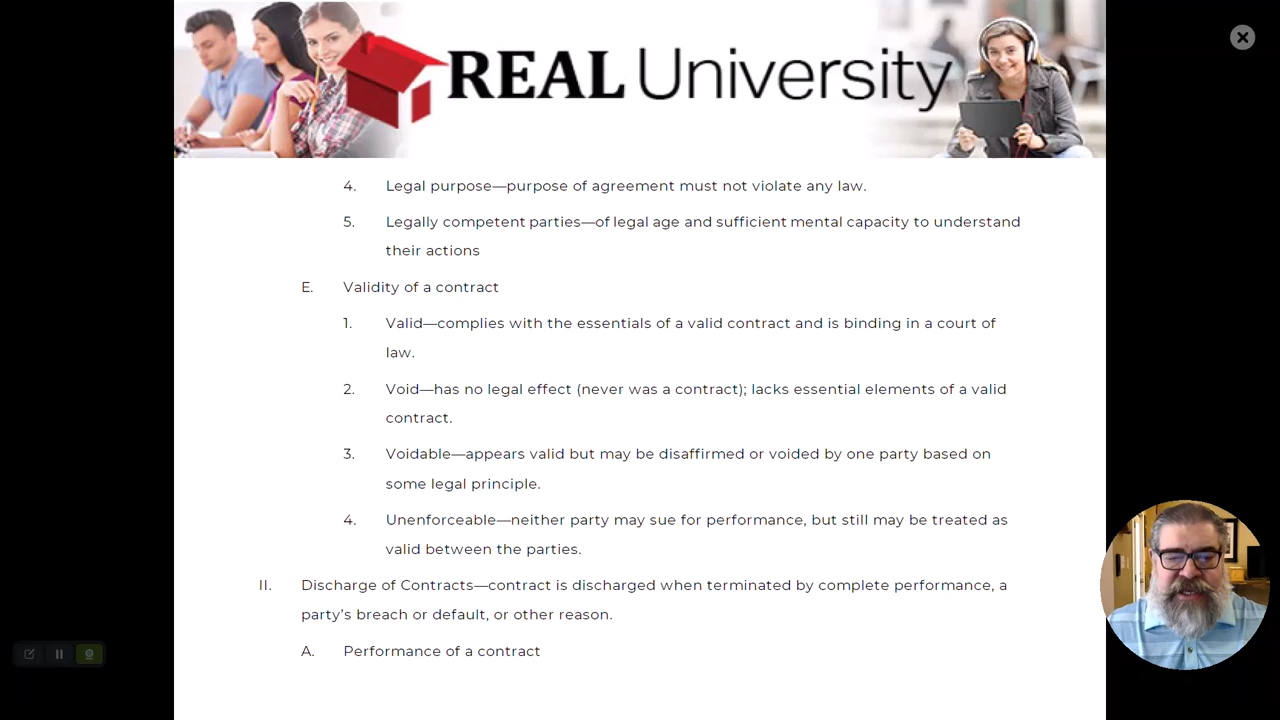 REAL University
4. Legal purpose—purpose of agreement must not violate any law.
5. Legally competent parties—of legal age and sufficient mental capacity to understand
their actions
E. Validity of a contract
1. Valid—complies with the essentials of a valid contract and is binding in a court of
law.
2. Void—has no legal effect (never was a contract); lacks essential elements of a valid
contract.
3. Voidable—appears valid but may be disaffirmed or voided by one party based on
some legal principle.
4. Unenforceable—neither party may sue for performance, but still may be treated as
valid between the parties.
II. Discharge of Contracts—contract is discharged when terminated by complete performance, a
party’s breach or default, or other reason.
A. Performance of a contract